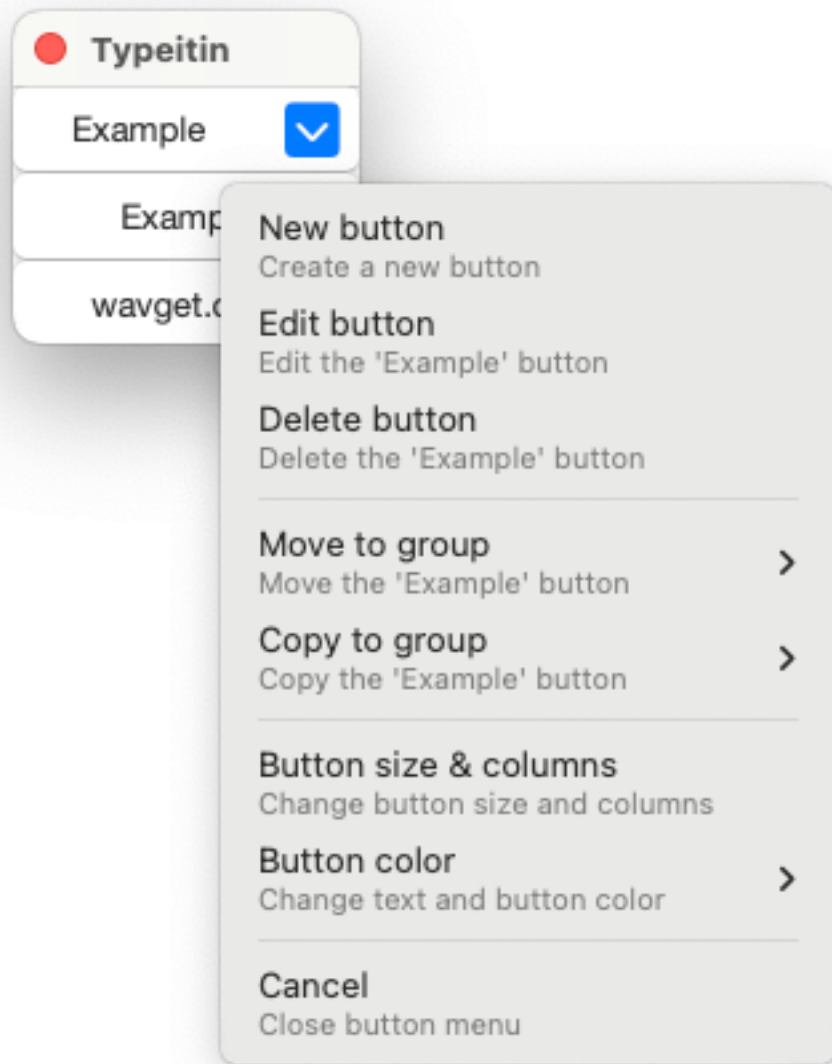 Typeitin
Example
Examp
wavget.c
New button
Create a new button
Edit button
Edit the 'Example' button
Delete button
Delete the 'Example' button
Move to group
Move the 'Example' button
Copy to group
Copy the 'Example' button
Button size & columns
Change button size and columns
Button color
Change text and button color
Cancel
Close button menu